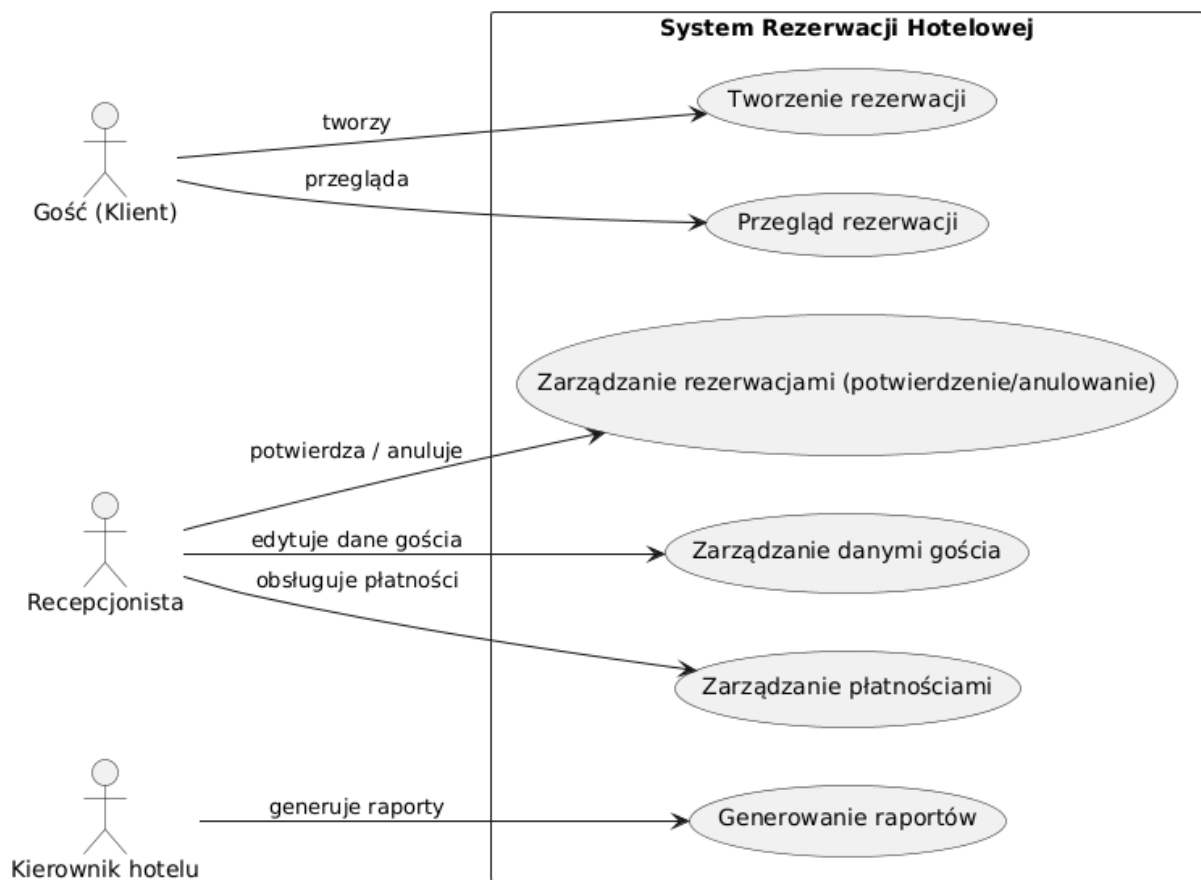 System Rezerwacji Hotelowej
Tworzenie rezerwacji
tworzy
przegląda
Gość (Klient)
Przegląd rezerwacji
Zarządzanie rezerwacjami (potwierdzenie/anulowanie)
potwierdza / anuluje
edytuje dane gościa
Zarządzanie danymi gościa
obsługuje płatności
Recepcjonista
Zarządzanie płatnościami
generuje raporty
Generowanie raportów
Kierownik hotelu